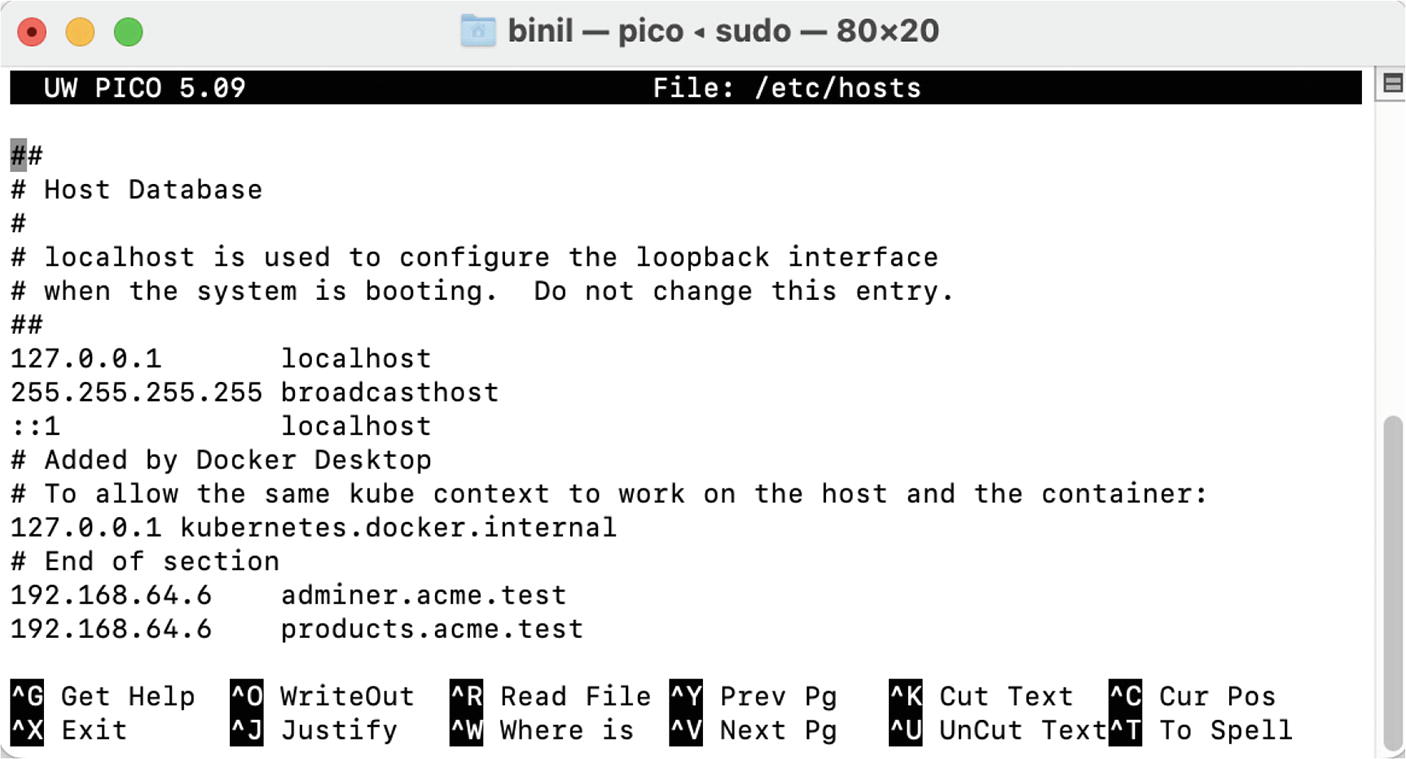 binil — pico ◂ sudo — 80×20
UW PICO 5.09                        File: /etc/hosts
##
# Host Database
#
# localhost is used to configure the loopback interface
# when the system is booting.  Do not change this entry.
##
127.0.0.1       localhost
255.255.255.255 broadcasthost
::1             localhost
# Added by Docker Desktop
# To allow the same kube context to work on the host and the container:
127.0.0.1 kubernetes.docker.internal
# End of section
192.168.64.6    adminer.acme.test
192.168.64.6    products.acme.test
^G Get Help  ^O WriteOut  ^R Read File ^Y Prev Pg   ^K Cut Text  ^C Cur Pos
^X Exit      ^J Justify   ^W Where is  ^V Next Pg   ^U UnCut Text^T To Spell